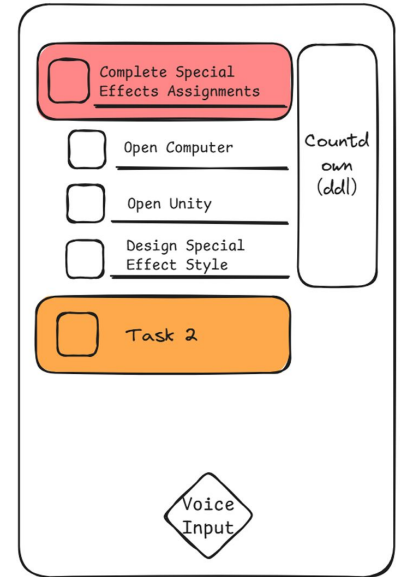 Complete Special
Effects Assignments
Open Computer
Open Unity
Design Special
Effect Style
Countd
own
(ddl)
Task 2
Voice
Input